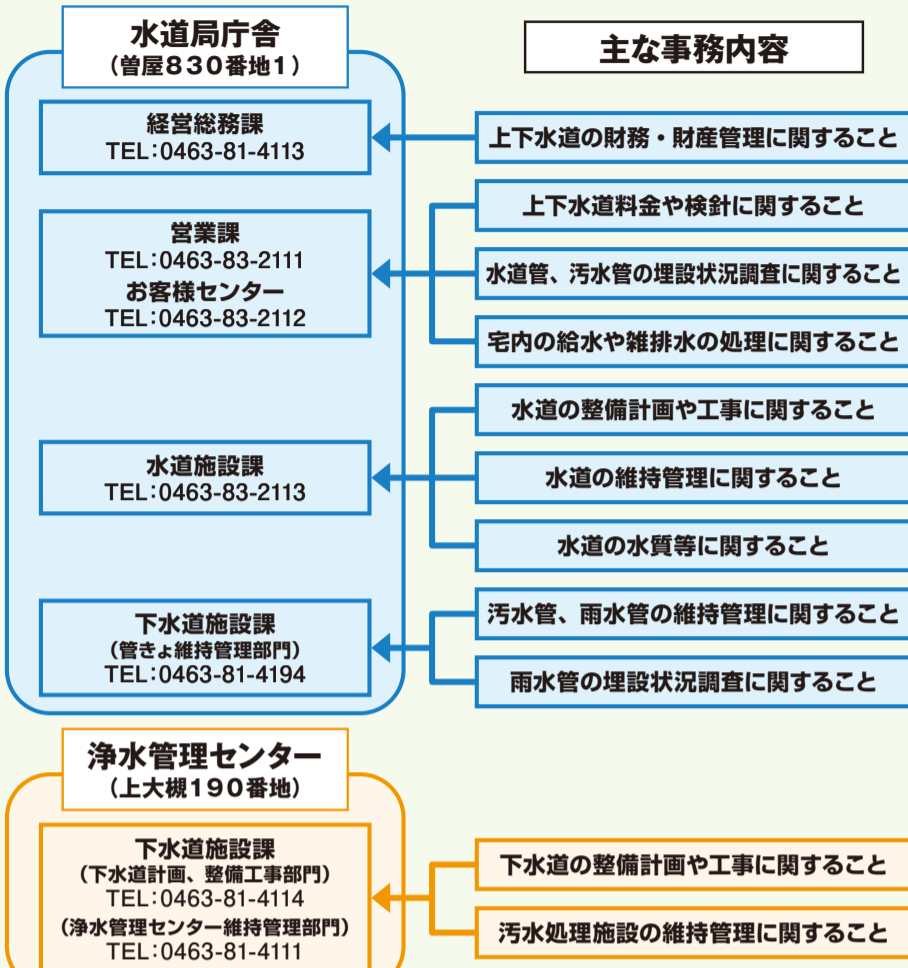 水道局庁舎
（曽屋830番地1）
主な事務内容
経営総務課
TEL：0463-81-4113
上下水道の財務・財産管理に関すること
営業課
TEL：0463-83-2111
お客様センター
TEL：0463-83-2112
上下水道料金や検針に関すること
水道管、汚水管の埋設状況調査に関すること
宅内の給水や雑排水の処理に関すること
水道施設課
TEL：0463-83-2113
水道の整備計画や工事に関すること
水道の維持管理に関すること
水道の水質等に関すること
下水道施設課
（管きょ維持管理部門）
TEL：0463-81-4194
汚水管、雨水管の維持管理に関すること
雨水管の埋設状況調査に関すること
浄水管理センター
（上大槻190番地）
下水道施設課
（下水道計画、整備工事部門）
TEL：0463-81-4114
（浄水管理センター維持管理部門）
TEL：0463-81-4111
下水道の整備計画や工事に関すること
汚水処理施設の維持管理に関すること